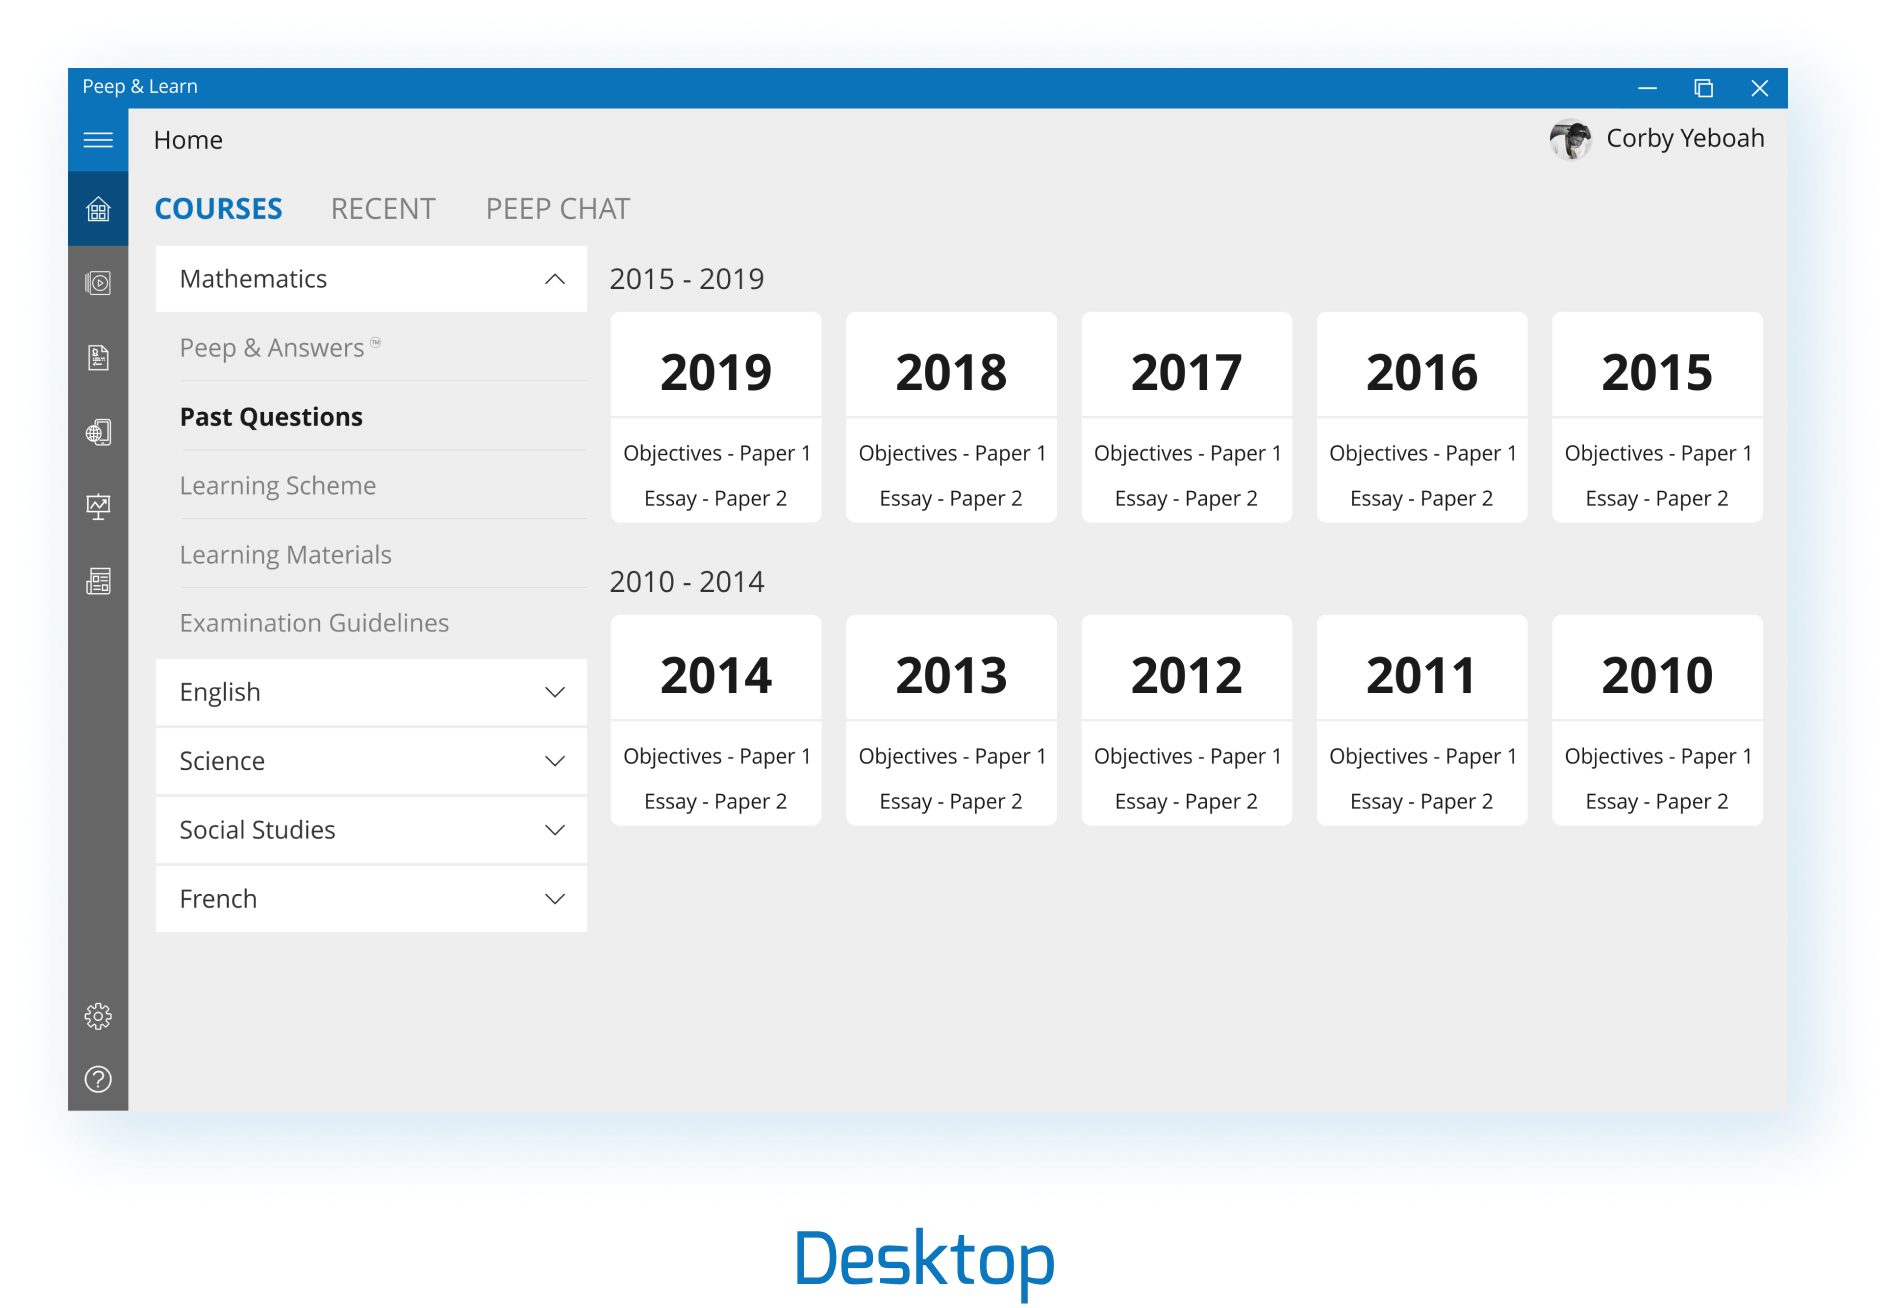 Peep & Learn
Home
Corby Yeboah
COURSES RECENT PEEP CHAT
Mathematics
Peep & Answers ™
Past Questions
Learning Scheme
Learning Materials
Examination Guidelines
English
Science
Social Studies
French
2015 - 2019
2019
Objectives - Paper 1
Essay - Paper 2
2018
Objectives - Paper 1
Essay - Paper 2
2017
Objectives - Paper 1
Essay - Paper 2
2016
Objectives - Paper 1
Essay - Paper 2
2015
Objectives - Paper 1
Essay - Paper 2
2010 - 2014
2014
Objectives - Paper 1
Essay - Paper 2
2013
Objectives - Paper 1
Essay - Paper 2
2012
Objectives - Paper 1
Essay - Paper 2
2011
Objectives - Paper 1
Essay - Paper 2
2010
Objectives - Paper 1
Essay - Paper 2
Desktop